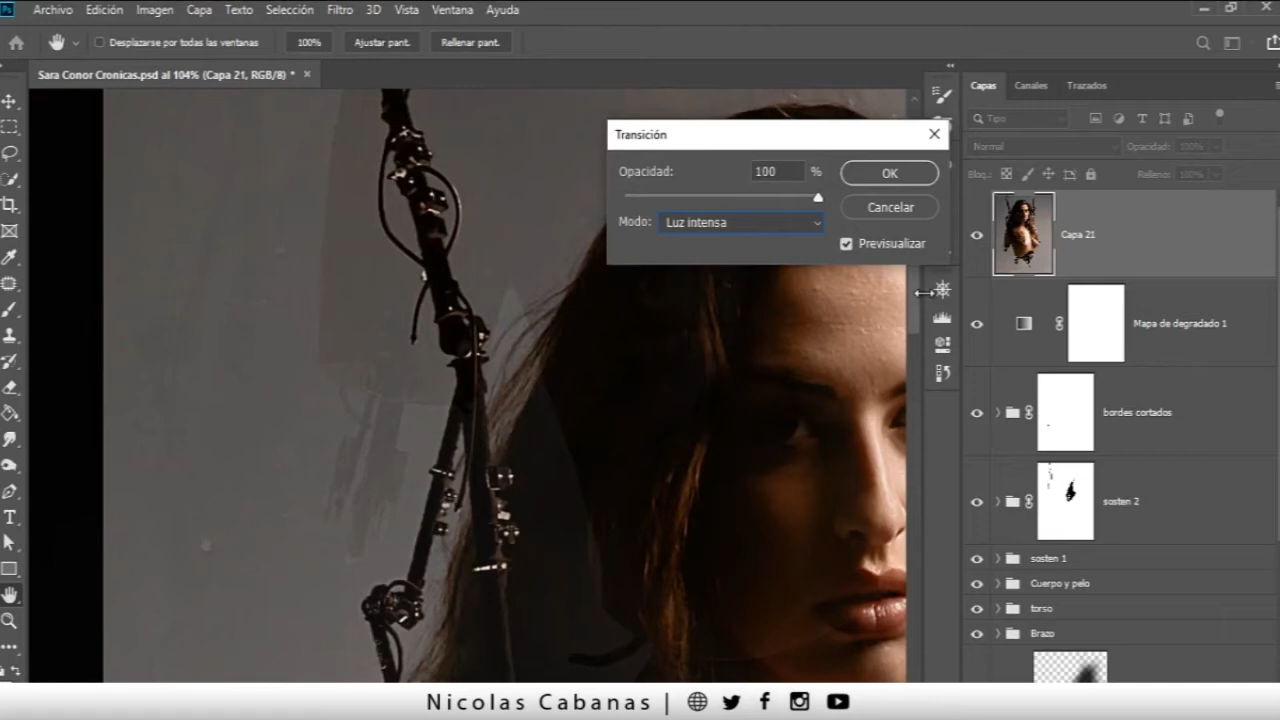 Ps Archivo Edición Imagen Capa Texto Selección Filtro 3D Vista Ventana Ayuda
Desplazarse por todas las ventanas 100% Ajustar pant. Rellenar pant.
Sara Conor Cronicas.psd al 104% (Capa 21, RGB/8) * ×
Capas Canales Trazados
Tipo
Normal Opacidad: 100%
Bloq.: Relleno: 100%
Transición
Opacidad: 100 % OK
Cancelar
Modo: Luz intensa
Previsualizar
Capa 21
Mapa de degradado 1
bordes cortados
sosten 2
sosten 1
Cuerpo y pelo
torso
Brazo
Nicolas Cabanas |